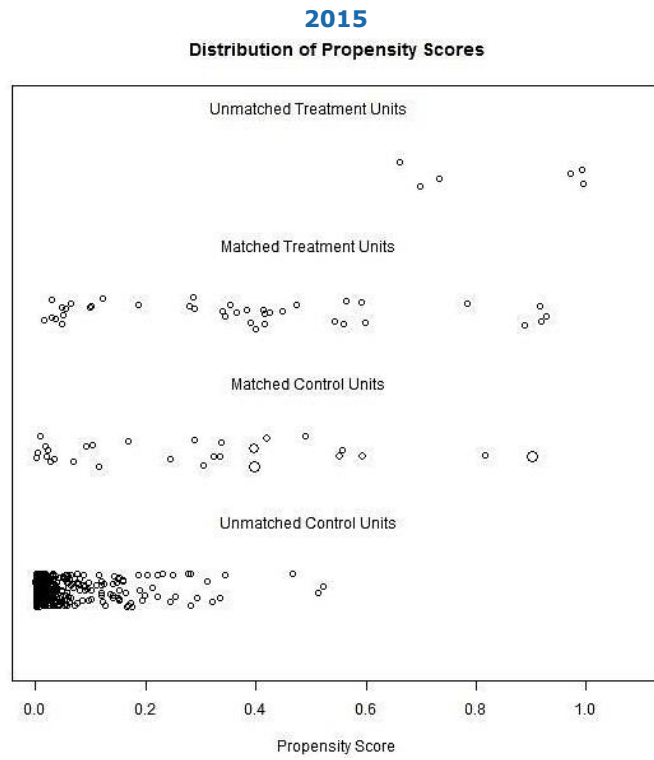 2015
Distribution of Propensity Scores
Unmatched Treatment Units
Matched Treatment Units
Matched Control Units
Unmatched Control Units
0.0 0.2 0.4 0.6 0.8 1.0
Propensity Score